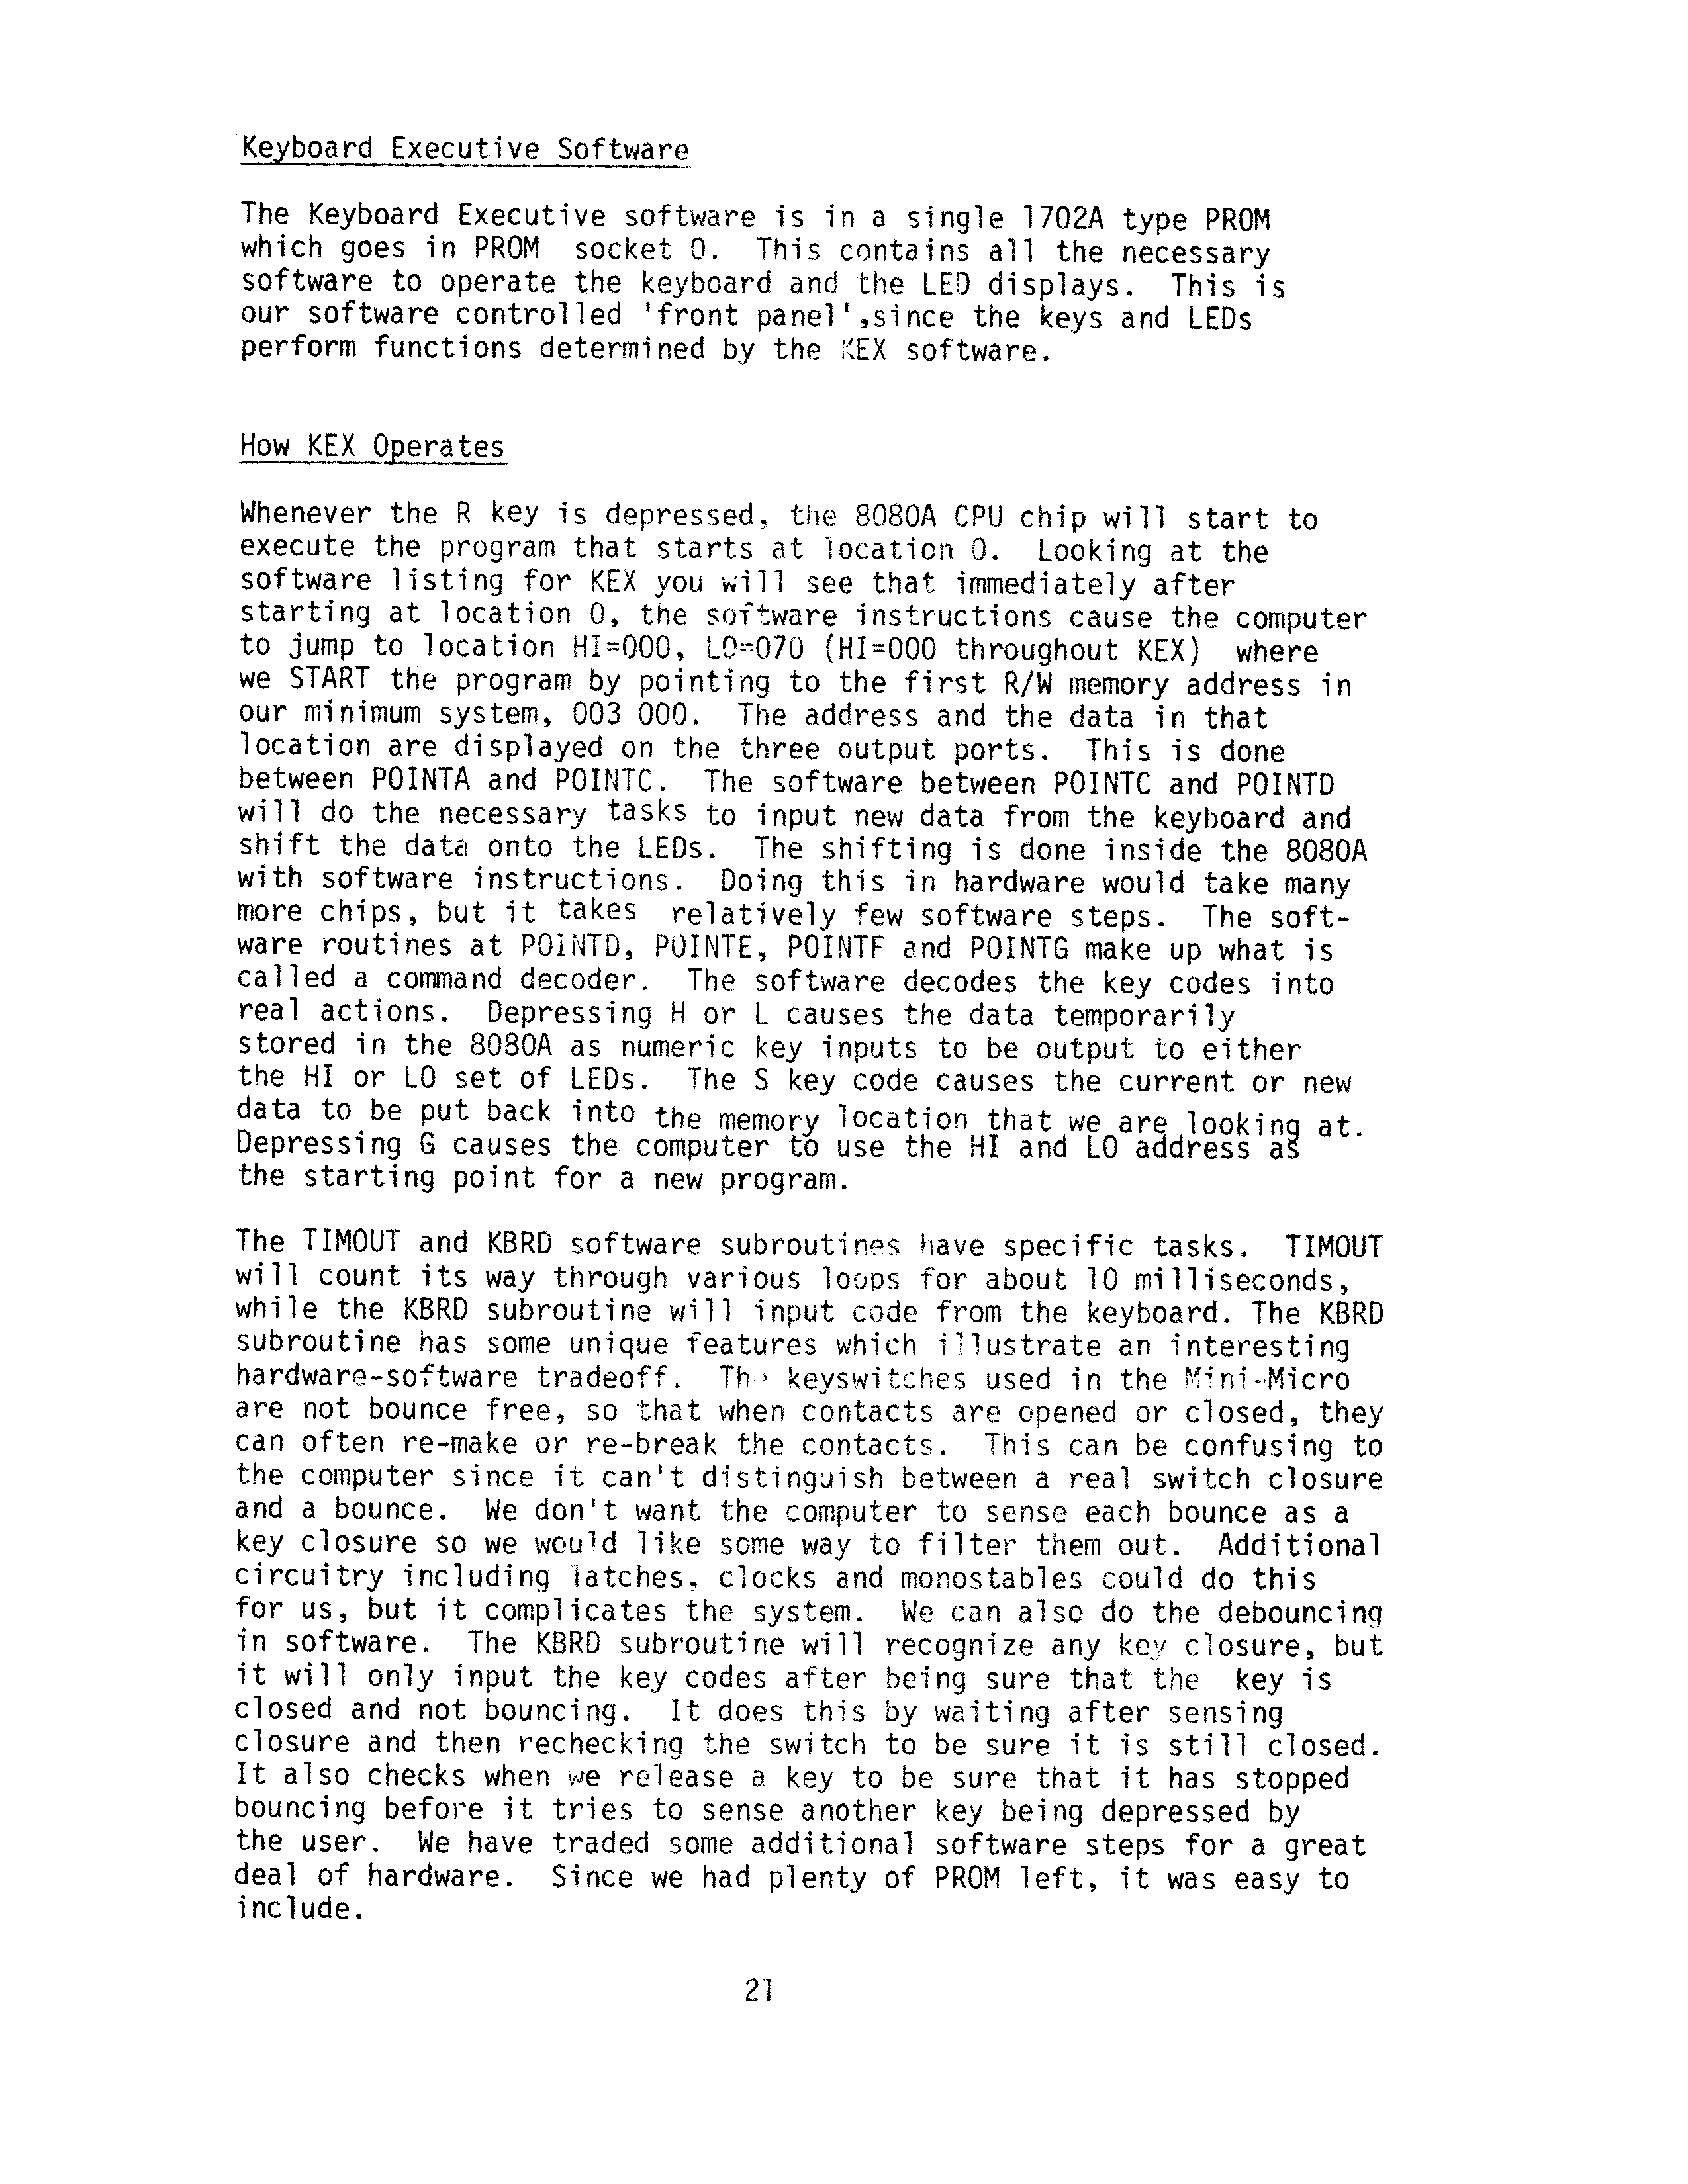 Keyboard Executive Software
The Keyboard Executive software is in a single 1702A type PROM
which goes in PROM  socket 0.  This contains all the necessary
software to operate the keyboard and the LED displays.  This is
our software controlled 'front panel',since the keys and LEDs
perform functions determined by the KEX software.
How KEX Operates
Whenever the R key is depressed, the 8080A CPU chip will start to
execute the program that starts at location 0.  Looking at the
software listing for KEX you will see that immediately after
starting at location 0, the software instructions cause the computer
to jump to location HI=000, LO=070 (HI=000 throughout KEX)  where
we START the program by pointing to the first R/W memory address in
our minimum system, 003 000.  The address and the data in that
location are displayed on the three output ports.  This is done
between POINTA and POINTC.  The software between POINTC and POINTD
will do the necessary tasks to input new data from the keyboard and
shift the data onto the LEDs.  The shifting is done inside the 8080A
with software instructions.  Doing this in hardware would take many
more chips, but it takes  relatively few software steps.  The soft-
ware routines at POINTD, POINTE, POINTF and POINTG make up what is
called a command decoder.  The software decodes the key codes into
real actions.  Depressing H or L causes the data temporarily
stored in the 8080A as numeric key inputs to be output to either
the HI or LO set of LEDs.  The S key code causes the current or new
data to be put back into the memory location that we are looking at.
Depressing G causes the computer to use the HI and LO address as
the starting point for a new program.
The TIMOUT and KBRD software subroutines have specific tasks.  TIMOUT
will count its way through various loops for about 10 milliseconds,
while the KBRD subroutine will input code from the keyboard. The KBRD
subroutine has some unique features which illustrate an interesting
hardware-software tradeoff.  The keyswitches used in the Mini-Micro
are not bounce free, so that when contacts are opened or closed, they
can often re-make or re-break the contacts.  This can be confusing to
the computer since it can't distinguish between a real switch closure
and a bounce.  We don't want the computer to sense each bounce as a
key closure so we would like some way to filter them out.  Additional
circuitry including latches, clocks and monostables could do this
for us, but it complicates the system.  We can also do the debouncing
in software.  The KBRD subroutine will recognize any key closure, but
it will only input the key codes after being sure that the  key is
closed and not bouncing.  It does this by waiting after sensing
closure and then rechecking the switch to be sure it is still closed.
It also checks when we release a key to be sure that it has stopped
bouncing before it tries to sense another key being depressed by
the user.  We have traded some additional software steps for a great
deal of hardware.  Since we had plenty of PROM left, it was easy to
include.
21